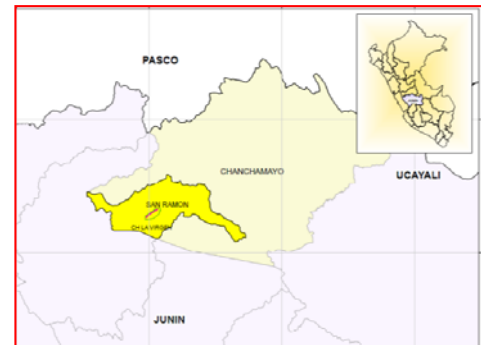 PASCO
CHANCHAMAYO
UCAYALI
SAN RAMON
CH LA VIRGEN
JUNIN